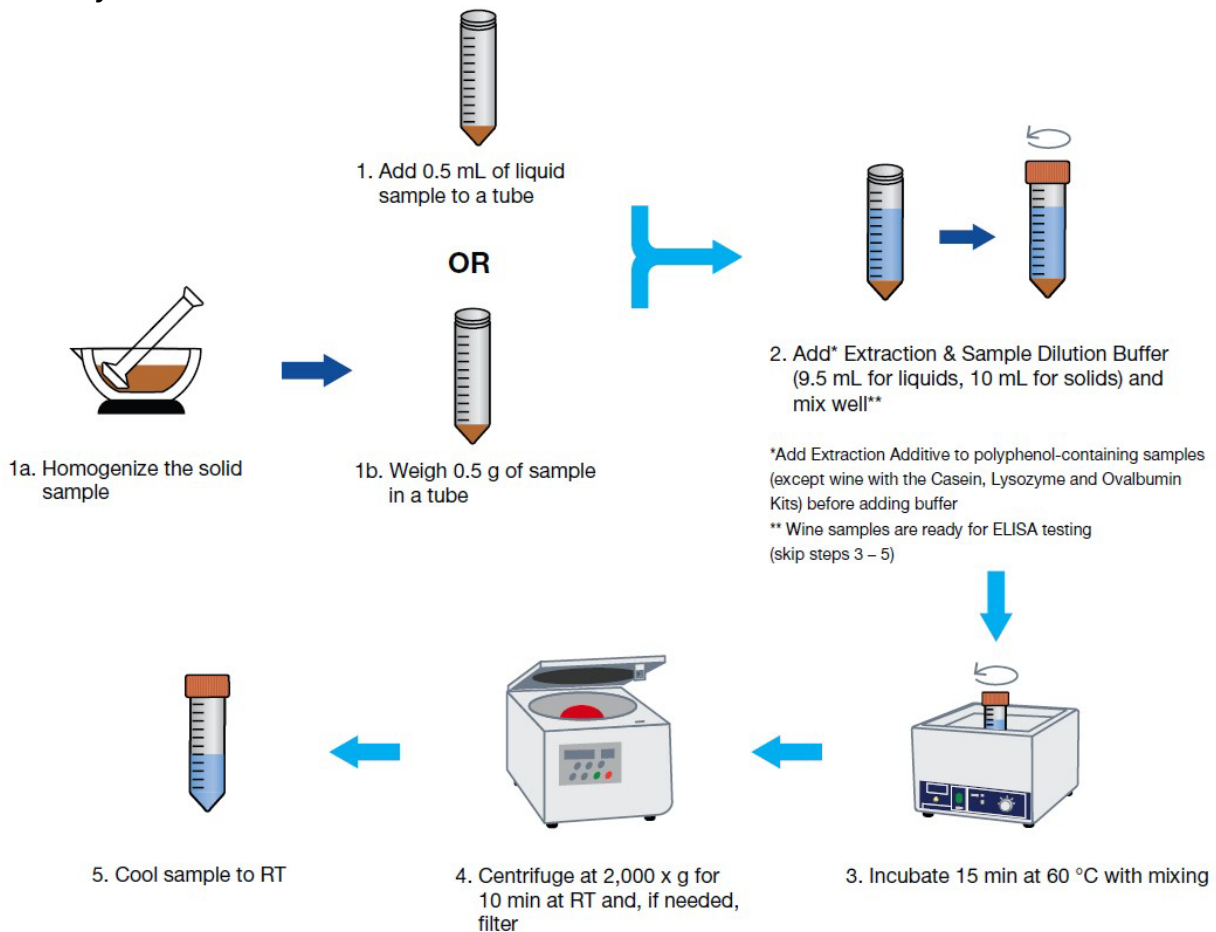 1. Add 0.5 mL of liquid
sample to a tube
OR
1a. Homogenize the solid
sample
1b. Weigh 0.5 g of sample
in a tube
2. Add* Extraction & Sample Dilution Buffer
(9.5 mL for liquids, 10 mL for solids) and
mix well**
*Add Extraction Additive to polyphenol-containing samples
(except wine with the Casein, Lysozyme and Ovalbumin
Kits) before adding buffer
** Wine samples are ready for ELISA testing
(skip steps 3 – 5)
3. Incubate 15 min at 60 °C with mixing
4. Centrifuge at 2,000 x g for
10 min at RT and, if needed,
filter
5. Cool sample to RT